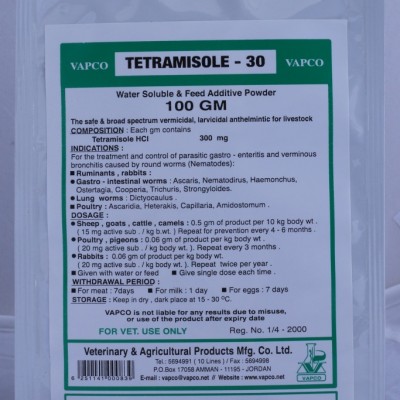 VAPCO TETRAMISOLE - 30 VAPCO
Water Soluble & Feed Additive Powder
100 GM
The safe & broad spectrum vermicidal, larvicidal anthelmintic for livestock
COMPOSITION : Each gm contains
Tetramisole HCl 300 mg
INDICATIONS :
For the treatment and control of parasitic gastro - enteritis and verminous
bronchitis caused by round worms (Nematodes):
■ Ruminants , rabbits :
● Gastro - intestinal worms : Ascaris, Nematodirus, Haemonchus,
Ostertagia, Cooperia, Trichuris, Strongyloides.
● Lung worms : Dictyocaulus .
■ Poultry : Ascaridia, Heterakis, Capillaria, Amidostomum .
DOSAGE :
● Sheep , goats , cattle , camels : 0.5 gm of product per 10 kg body wt .
( 15 mg active sub . / kg b.wt ). Repeat for prevention every 4 - 6 months .
● Poultry , pigeons : 0.06 gm of product per kg body wt .
( 20 mg active sub. / kg body wt ). Repeat every 3 months .
● Rabbits : 0.06 gm of product per kg body wt .
( 20 mg active sub. / kg body wt ). Repeat twice per year .
■ Given with water or feed ■ Give single dose each time .
WITHDRAWAL PERIOD :
■ For meat : 7days ■ For milk : 1 day ■ For eggs : 7 days
STORAGE : Keep in dry , dark place at 15 - 30 ºC.
VAPCO is not liable for any results due to misuse,
or use of the product after expiry date
FOR VET. USE ONLY Reg. No. 1/4 - 2000
Veterinary & Agricultural Products Mfg. Co. Ltd.
Tel : 5694991 ( 10 Lines ) / Fax : 5694998
P.O.Box 17058 AMMAN - 11195 - JORDAN
E-mail : vapco@vapco.net // Website : www.vapco.net
6 251141 000839
VAPCO